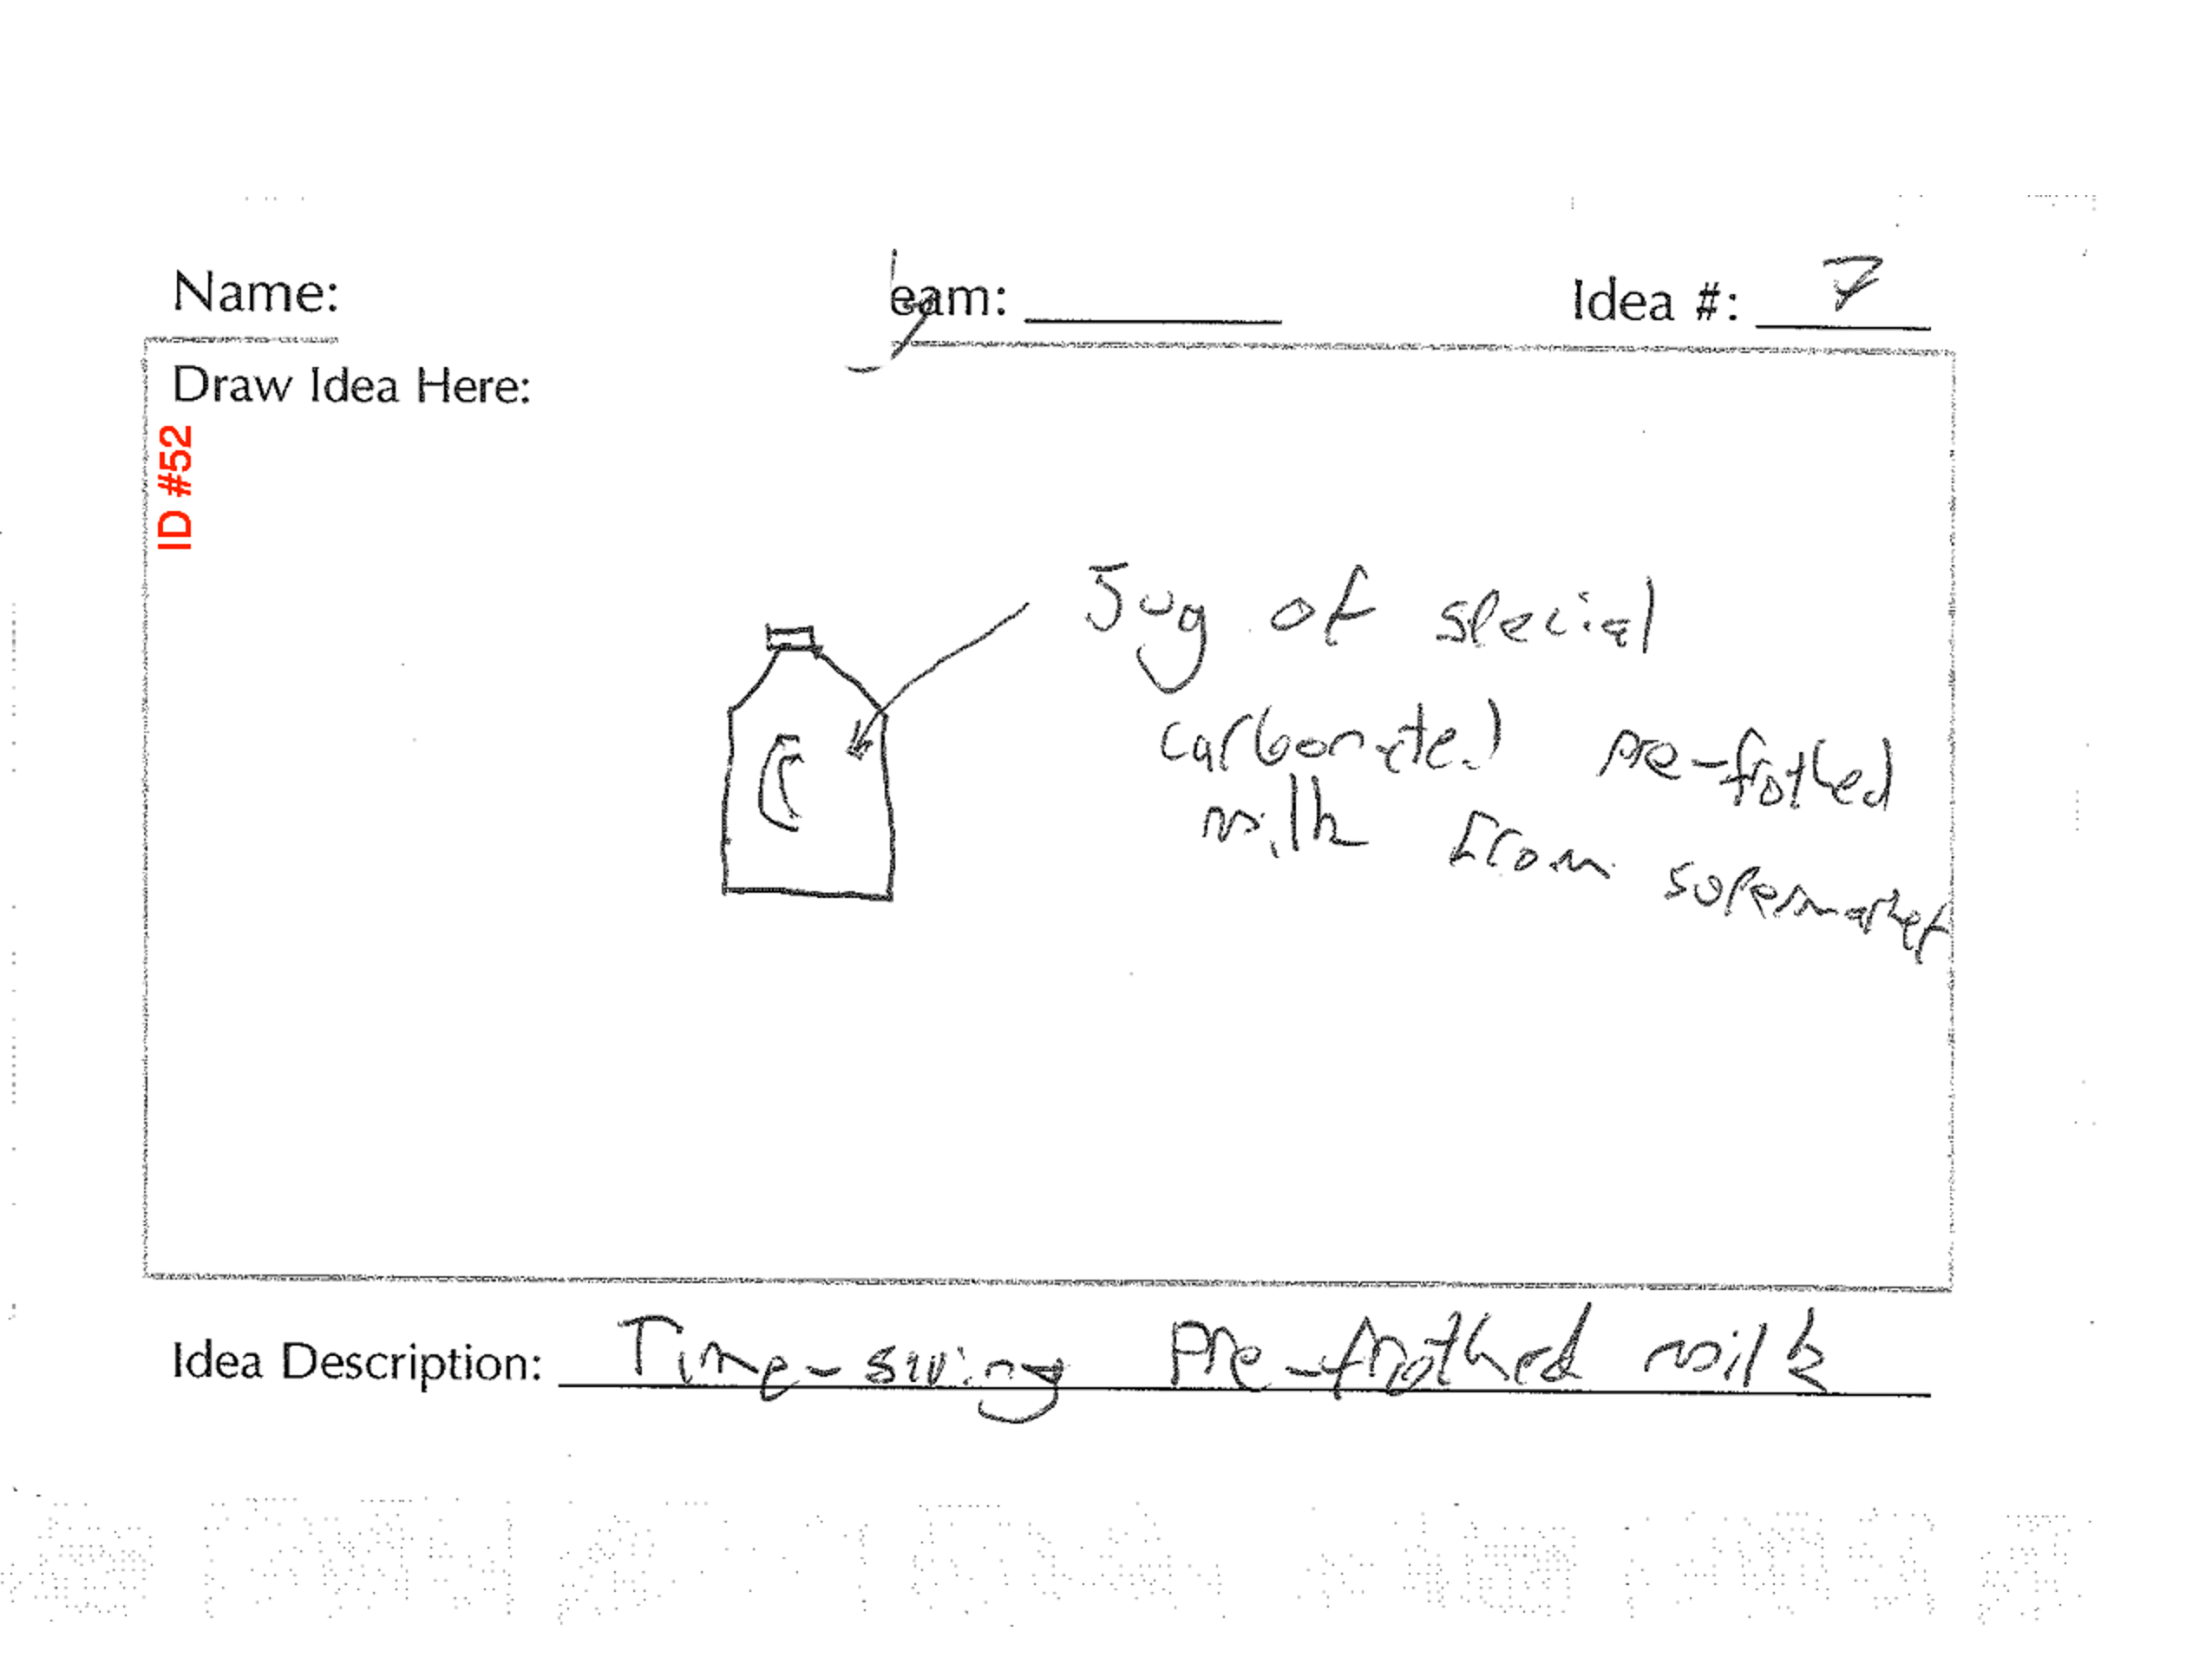 Name:
eam:
Idea #: 7
Draw Idea Here:
ID #52
Jug of special
carbonated pre-frothed
milk from supermarket
Idea Description: Time-saving Pre-frothed milk